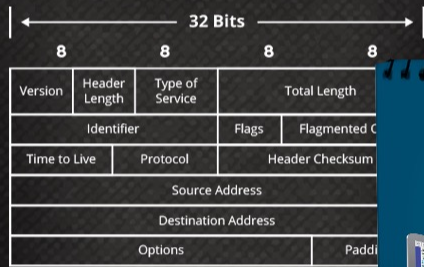 32 Bits
8 8 8 8
Version Header Length Type of Service Total Length
Identifier Flags Flagmented
Time to Live Protocol Header Checksum
Source Address
Destination Address
Options